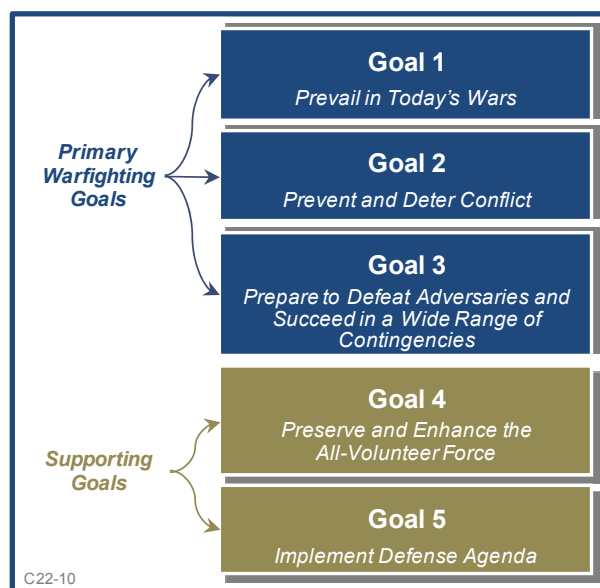 Goal 1
Prevail in Today's Wars
Primary
Warfighting
Goals
Goal 2
Prevent and Deter Conflict
Goal 3
Prepare to Defeat Adversaries and
Succeed in a Wide Range of
Contingencies
Goal 4
Preserve and Enhance the
All-Volunteer Force
Supporting
Goals
Goal 5
Implement Defense Agenda
C22-10